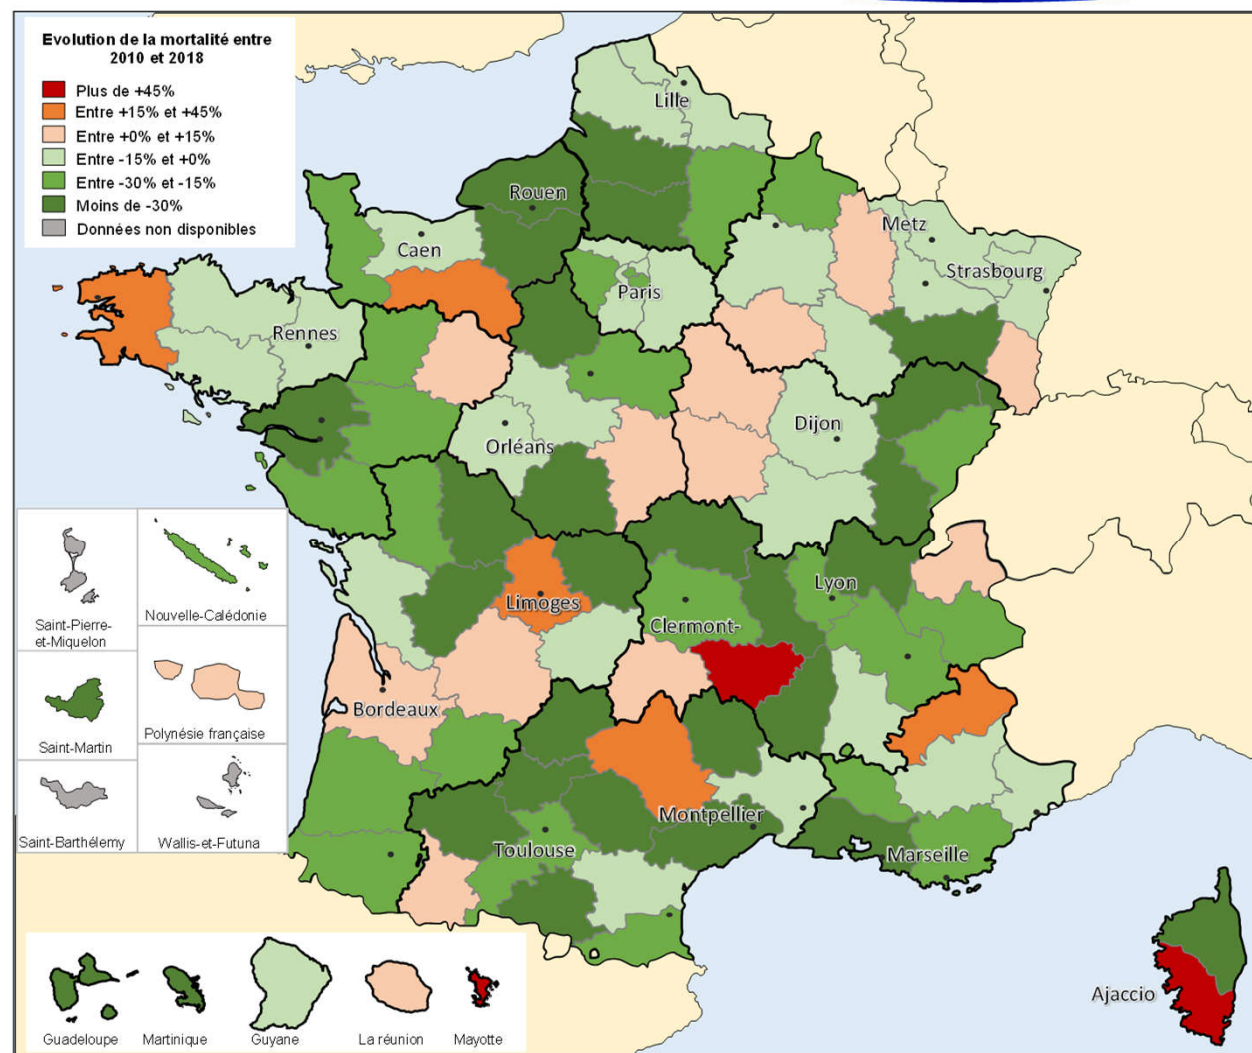 Evolution de la mortalité entre
2010 et 2018
Plus de +45%
Entre +15% et +45%
Entre +0% et +15%
Entre -15% et +0%
Entre -30% et -15%
Moins de -30%
Données non disponibles
Lille
Rouen
Caen
Metz
Strasbourg
Paris
Rennes
Dijon
Orléans
Lyon
Limoges
Clermont-
Bordeaux
Montpellier
Toulouse
Marseille
Ajaccio
Saint-Pierre-
et-Miquelon
Nouvelle-Calédonie
Saint-Martin
Polynésie française
Saint-Barthélemy
Wallis-et-Futuna
Guadeloupe
Martinique
Guyane
La réunion
Mayotte